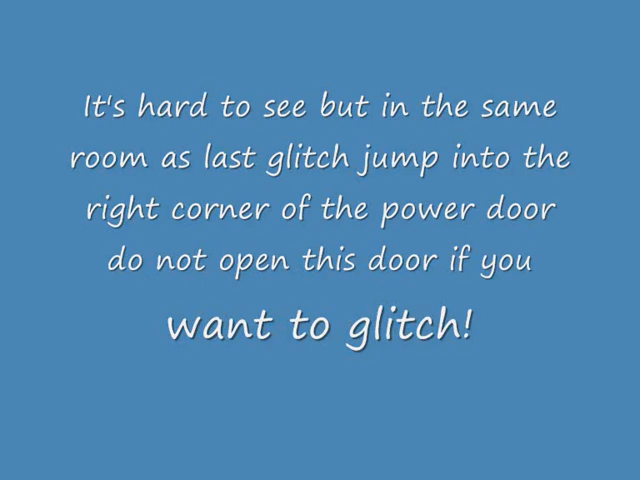 It's hard to see but in the same
room as last glitch jump into the
right corner of the power door
do not open this door if you
want to glitch!